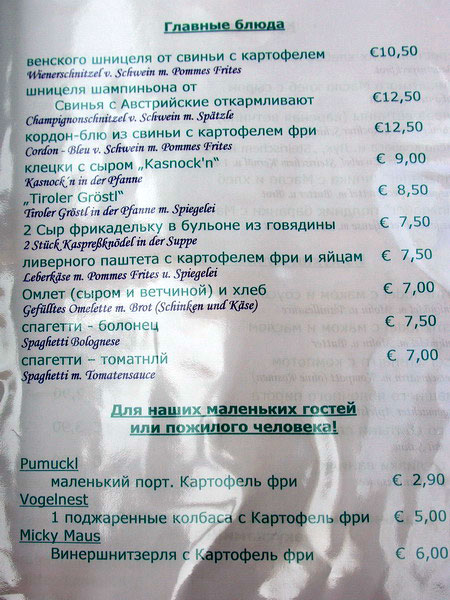 Главные блюда
венского шницеля от свиньи с картофелем €10,50
Wienerschnitzel v. Schwein m. Pommes Frites
шницеля шампиньона от
Свинья с Австрийские откармливают €12,50
Champignonschnitzel v. Schwein m. Spätzle
кордон-блю из свиньи с картофелем фри €12,50
Cordon - Bleu v. Schwein m. Pommes Frites
клецки с сыром „Kasnock'n“ € 9,00
Kasnock´n in der Pfanne
„Tiroler Gröstl“ € 8,50
Tiroler Gröstl in der Pfanne m. Spiegelei
2 Сыр фрикадельку в бульоне из говядины € 7,50
2 Stück Kaspreßknödel in der Suppe
ливерного паштета с картофелем фри и яйцам € 7,50
Leberkäse m. Pommes Frites u. Spiegelei
Омлет (сыром и ветчиной) и хлеб € 7,00
Gefülltes Omelette m. Brot (Schinken und Käse)
спагетти - болонец € 7,50
Spaghetti Bolognese
спагетти – томатнлй € 7,00
Spaghetti m. Tomatensauce
Для наших маленьких гостей
или пожилого человека!
Pumuckl
маленький порт. Картофель фри € 2,90
Vogelnest
1 поджаренные колбаса с Картофель фри € 5,00
Micky Maus
Винершнитзерля с Картофель фри € 6,00